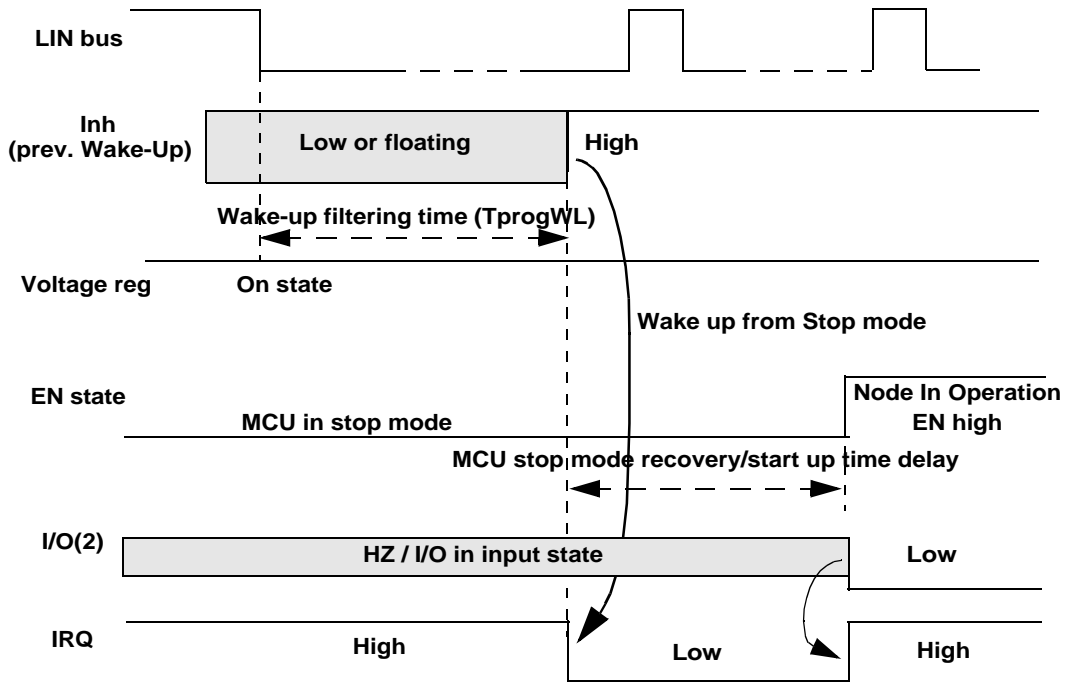 LIN bus
Inh
(prev. Wake-Up)
Low or floating
High
Wake-up filtering time (TprogWL)
Voltage reg
On state
Wake up from Stop mode
EN state
MCU in stop mode
Node In Operation
EN high
MCU stop mode recovery/start up time delay
I/O(2)
HZ / I/O in input state
Low
IRQ
High
Low
High